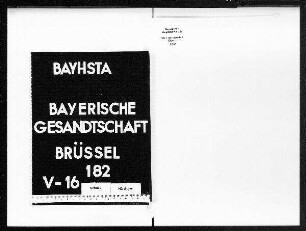 BAYHSTA
BAYERISCHE
GESANDTSCHAFT
BRÜSSEL
182
V-16